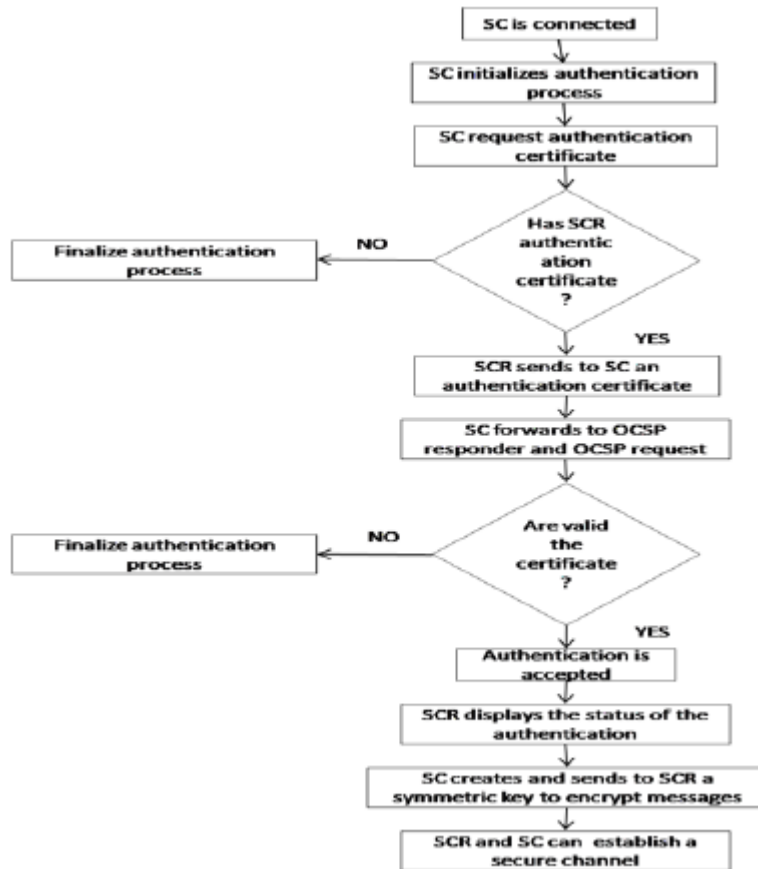 SC is connected
SC initializes authentication
process
SC request authentication
certificate
Has SCR
authentic
ation
certificate
?
NO
Finalize authentication
process
YES
SCR sends to SC an
authentication certificate
SC forwards to OCSP
responder and OCSP request
Are valid
the
certificate
?
NO
Finalize authentication
process
YES
Authentication is
accepted
SCR displays the status of the
authentication
SC creates and sends to SCR a
symmetric key to encrypt messages
SCR and SC can establish a
secure channel